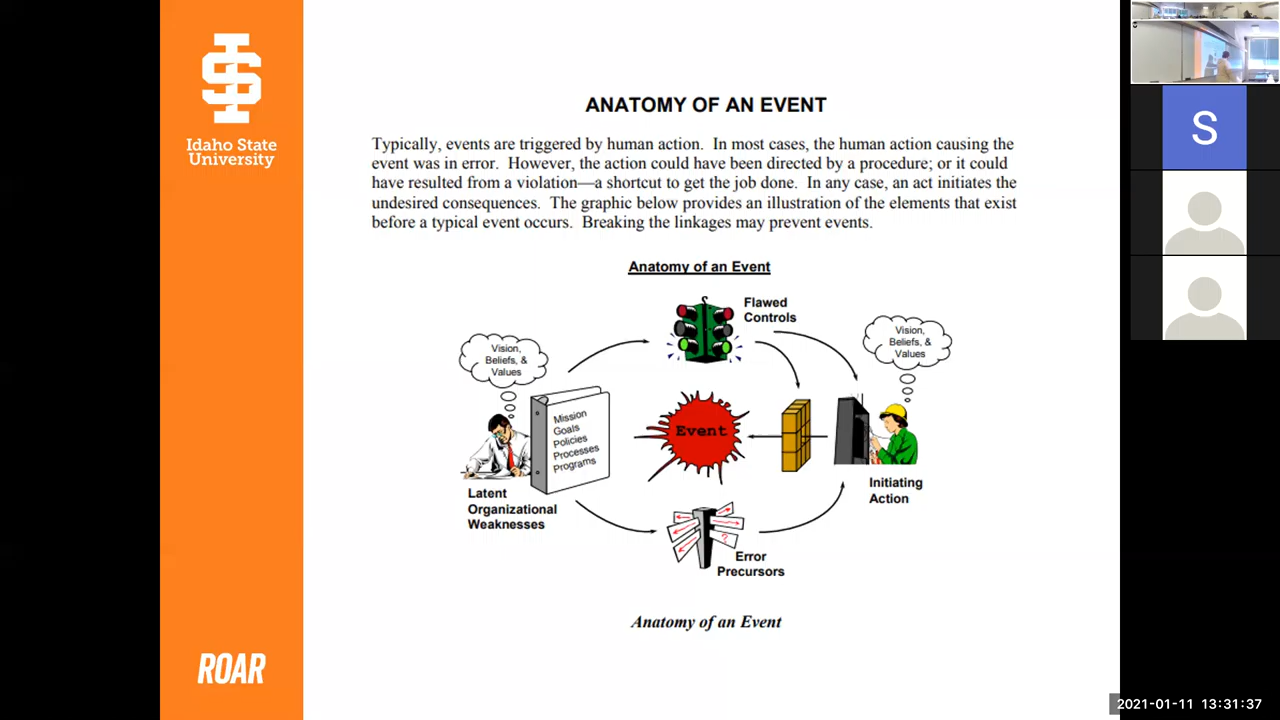 Idaho State
University
ANATOMY OF AN EVENT
Typically, events are triggered by human action.  In most cases, the human action causing the
event was in error.  However, the action could have been directed by a procedure; or it could
have resulted from a violation—a shortcut to get the job done.  In any case, an act initiates the
undesired consequences.  The graphic below provides an illustration of the elements that exist
before a typical event occurs.  Breaking the linkages may prevent events.
Anatomy of an Event
Flawed
Controls
Vision,
Beliefs, &
Values
Vision,
Beliefs, &
Values
Mission
Goals
Policies
Processes
Programs
Event
Latent
Organizational
Weaknesses
Initiating
Action
?
Error
Precursors
Anatomy of an Event
ROAR
S
2021-01-11 13:31:37